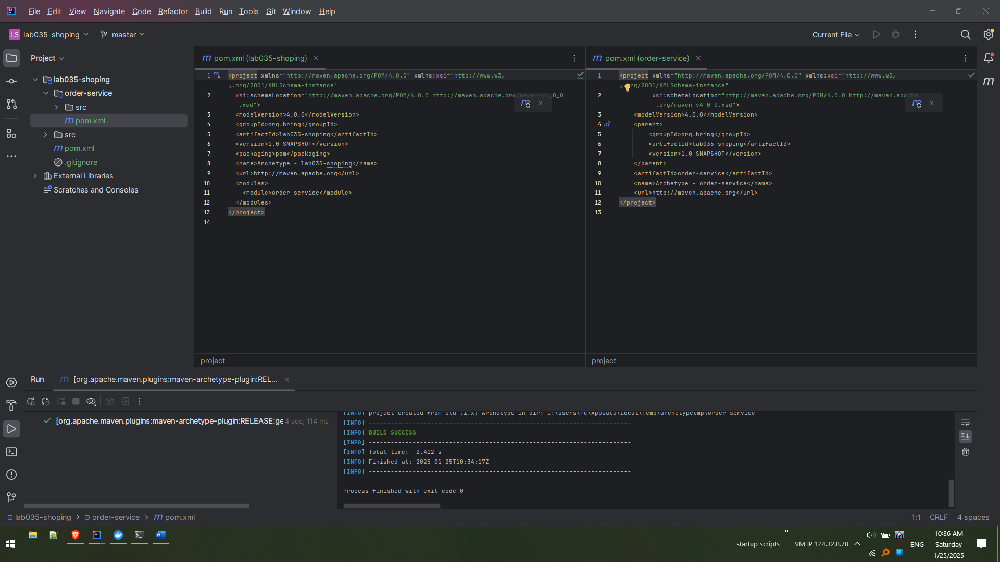 File Edit View Navigate Code Refactor Build Run Tools Git Window Help
LS lab035-shoping master Current File
Project
lab035-shoping
order-service
src
pom.xml
src
pom.xml
.gitignore
External Libraries
Scratches and Consoles
pom.xml (lab035-shoping)
1 <project xmlns="http://maven.apache.org/POM/4.0.0" xmlns:xsi="http://www.w3
.org/2001/XMLSchema-instance"
2 xsi:schemaLocation="http://maven.apache.org/POM/4.0.0 http://maven.apache.org/maven-v4_0_0
.xsd">
3 <modelVersion>4.0.0</modelVersion>
4 <groupId>org.bring</groupId>
5 <artifactId>lab035-shoping</artifactId>
6 <version>1.0-SNAPSHOT</version>
7 <packaging>pom</packaging>
8 <name>Archetype - lab035-shoping</name>
9 <url>http://maven.apache.org</url>
10 <modules>
11 <module>order-service</module>
12 </modules>
13 </project>
14
project
pom.xml (order-service)
1 <project xmlns="http://maven.apache.org/POM/4.0.0" xmlns:xsi="http://www.w3
rg/2001/XMLSchema-instance"
2 xsi:schemaLocation="http://maven.apache.org/POM/4.0.0 http://maven.apache
.org/maven-v4_0_0.xsd">
3 <modelVersion>4.0.0</modelVersion>
4 <parent>
5 <groupId>org.bring</groupId>
6 <artifactId>lab035-shoping</artifactId>
7 <version>1.0-SNAPSHOT</version>
8 </parent>
9 <artifactId>order-service</artifactId>
10 <name>Archetype - order-service</name>
11 <url>http://maven.apache.org</url>
12 </project>
13
project
Run [org.apache.maven.plugins:maven-archetype-plugin:REL...
[org.apache.maven.plugins:maven-archetype-plugin:RELEASE:ge 4 sec, 114 ms
[INFO] project created from Old (1.x) Archetype in dir: C:\Users\PC\AppData\Local\Temp\archetypetmp\order-service
[INFO] ------------------------------------------------------------------------
[INFO] BUILD SUCCESS
[INFO] ------------------------------------------------------------------------
[INFO] Total time:  2.412 s
[INFO] Finished at: 2025-01-25T10:34:17Z
[INFO] ------------------------------------------------------------------------
Process finished with exit code 0
lab035-shoping > order-service > pom.xml
1:1 CRLF 4 spaces
startup scripts
VM IP 124.32.8.78
ENG
10:36 AM
Saturday
1/25/2025